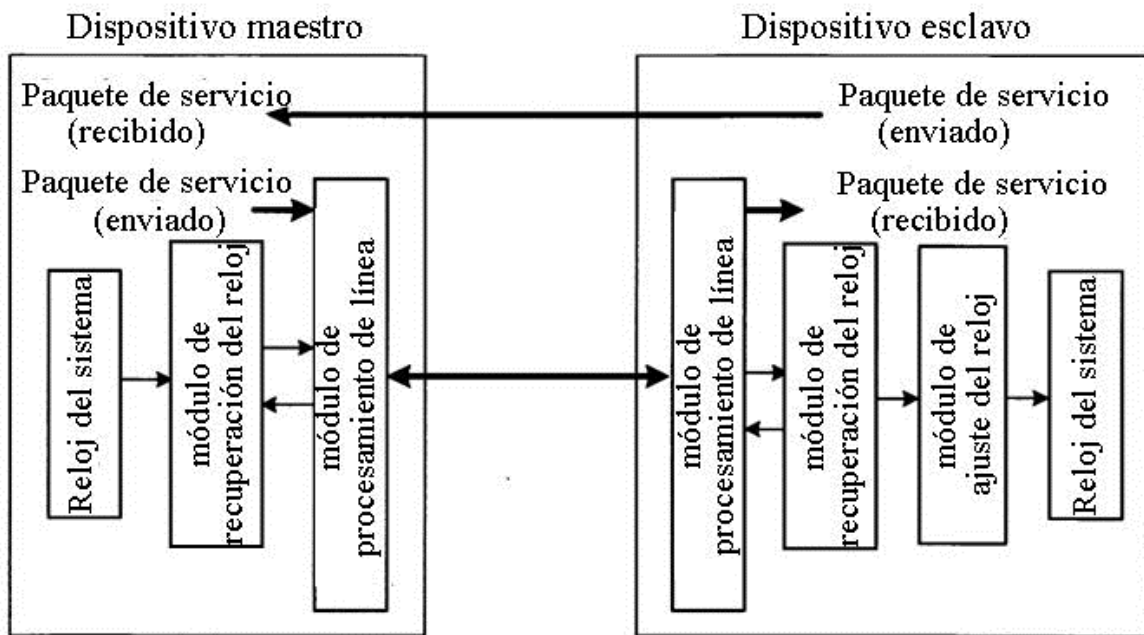 Dispositivo maestro
Paquete de servicio
(recibido)
Paquete de servicio
(enviado)
Reloj del sistema
módulo de
recuperación del reloj
módulo de
procesamiento de línea
Dispositivo esclavo
Paquete de servicio
(enviado)
Paquete de servicio
(recibido)
módulo de
procesamiento de línea
módulo de
recuperación del reloj
módulo de
ajuste del reloj
Reloj del sistema